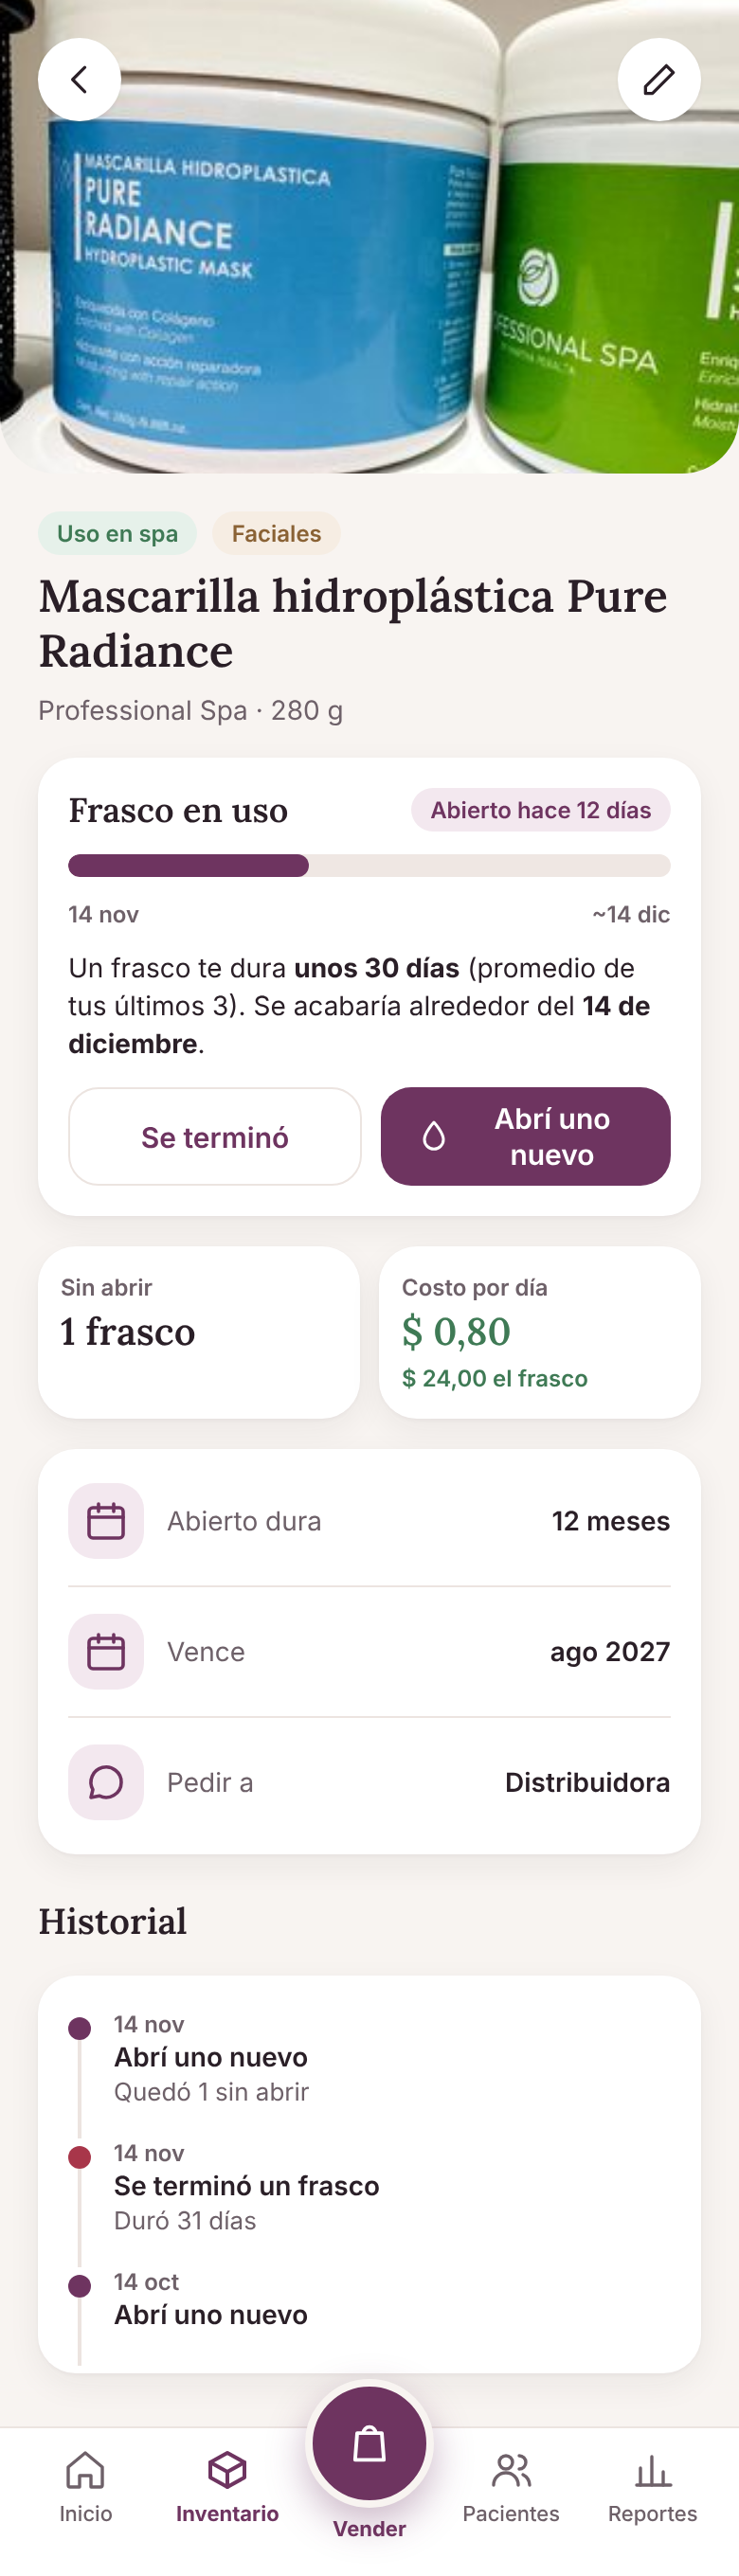 MASCARILLA HIDROPLASTICA
PURE
RADIANCE
HYDROPLASTIC MASK
Enriquecida con Colágeno
Enriched with Collagen
Hidratante con acción reparadora
Moisturizing with repair action
SPA
Uso en spa
Faciales
Mascarilla hidroplástica Pure
Radiance
Professional Spa · 280 g
Frasco en uso
Abierto hace 12 días
14 nov
~14 dic
Un frasco te dura unos 30 días (promedio de
tus últimos 3). Se acabaría alrededor del 14 de
diciembre.
Se terminó
Abrí uno
nuevo
Sin abrir
1 frasco
Costo por día
$ 0,80
$ 24,00 el frasco
Abierto dura
12 meses
Vence
ago 2027
Pedir a
Distribuidora
Historial
14 nov
Abrí uno nuevo
Quedó 1 sin abrir
14 nov
Se terminó un frasco
Duró 31 días
14 oct
Abrí uno nuevo
Inicio
Inventario
Vender
Pacientes
Reportes